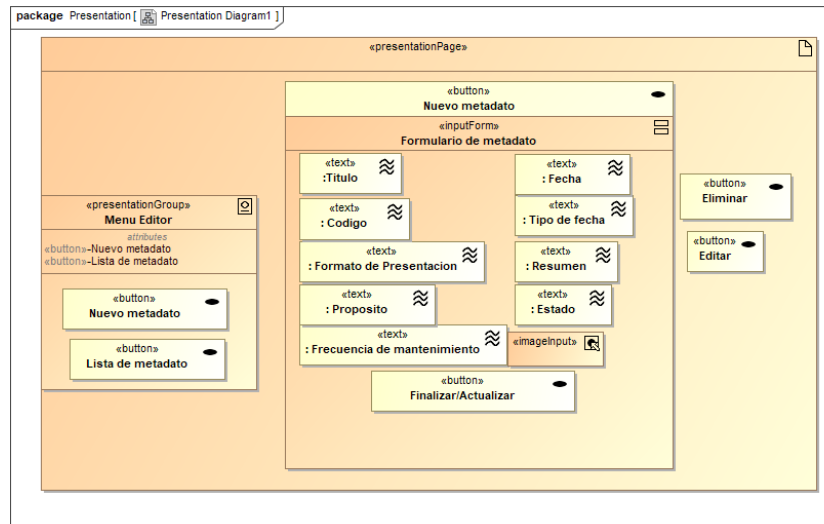 package Presentation [ Presentation Diagram1 ]
«presentationPage»
«button»
Nuevo metadato
«inputForm»
Formulario de metadato
«text»
:Titulo
«text»
: Fecha
«text»
: Codigo
«text»
: Tipo de fecha
«text»
: Formato de Presentacion
«text»
: Resumen
«text»
: Proposito
«text»
: Estado
«text»
: Frecuencia de mantenimiento
«imageInput»
«button»
Finalizar/Actualizar
«presentationGroup»
Menu Editor
attributes
«button»-Nuevo metadato
«button»-Lista de metadato
«button»
Nuevo metadato
«button»
Lista de metadato
«button»
Eliminar
«button»
Editar